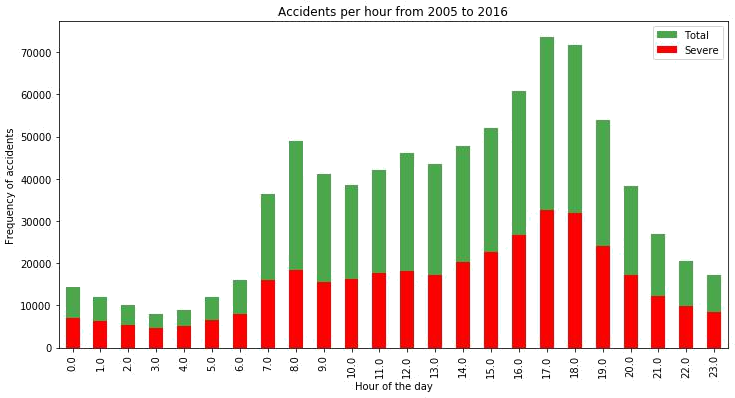 Accidents per hour from 2005 to 2016
Total
Severe
Frequency of accidents
70000
60000
50000
40000
30000
20000
10000
0
0.0 1.0 2.0 3.0 4.0 5.0 6.0 7.0 8.0 9.0 10.0 11.0 12.0 13.0 14.0 15.0 16.0 17.0 18.0 19.0 20.0 21.0 22.0 23.0
Hour of the day